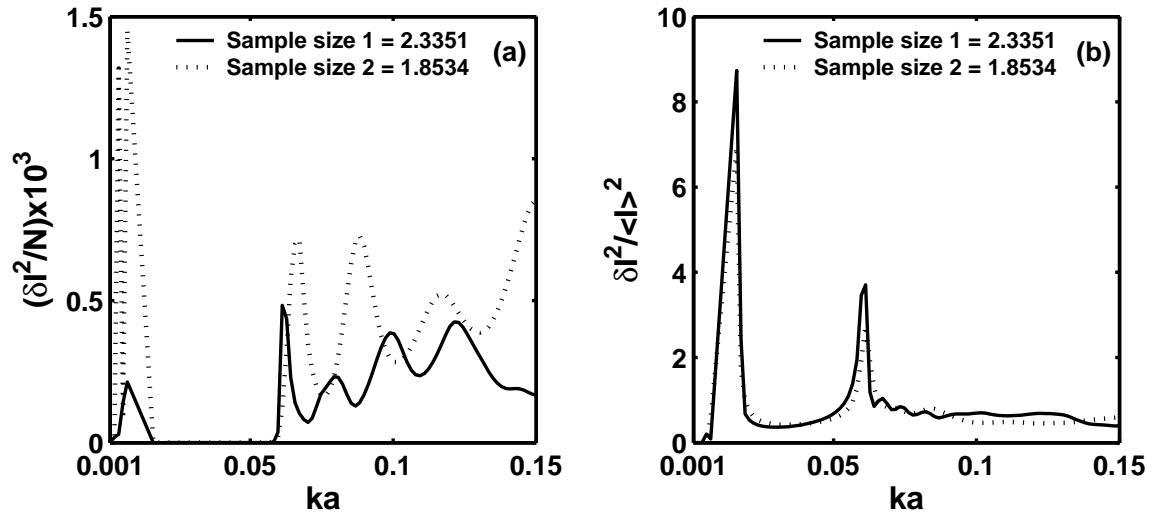 Sample size 1 = 2.3351
Sample size 2 = 1.8534
(a)
(δI²/N)x10³
1.5
1
0.5
0
0.001
0.05
0.1
0.15
ka
Sample size 1 = 2.3351
Sample size 2 = 1.8534
(b)
δI²/<I>²
10
8
6
4
2
0
0.001
0.05
0.1
0.15
ka